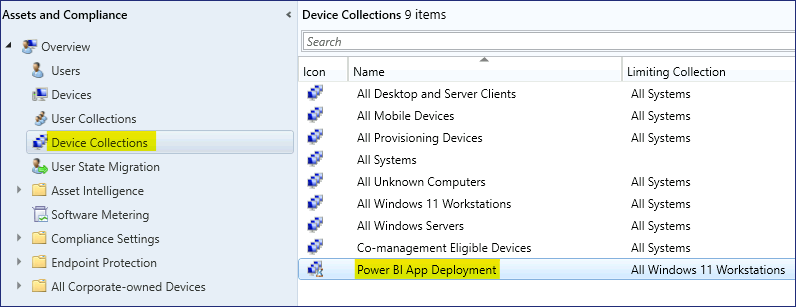 Assets and Compliance
Overview
Users
Devices
User Collections
Device Collections
User State Migration
Asset Intelligence
Software Metering
Compliance Settings
Endpoint Protection
All Corporate-owned Devices
Device Collections 9 items
Search
Icon Name Limiting Collection
All Desktop and Server Clients All Systems
All Mobile Devices All Systems
All Provisioning Devices All Systems
All Systems
All Unknown Computers All Systems
All Windows 11 Workstations All Systems
All Windows Servers All Systems
Co-management Eligible Devices All Systems
Power BI App Deployment All Windows 11 Workstations